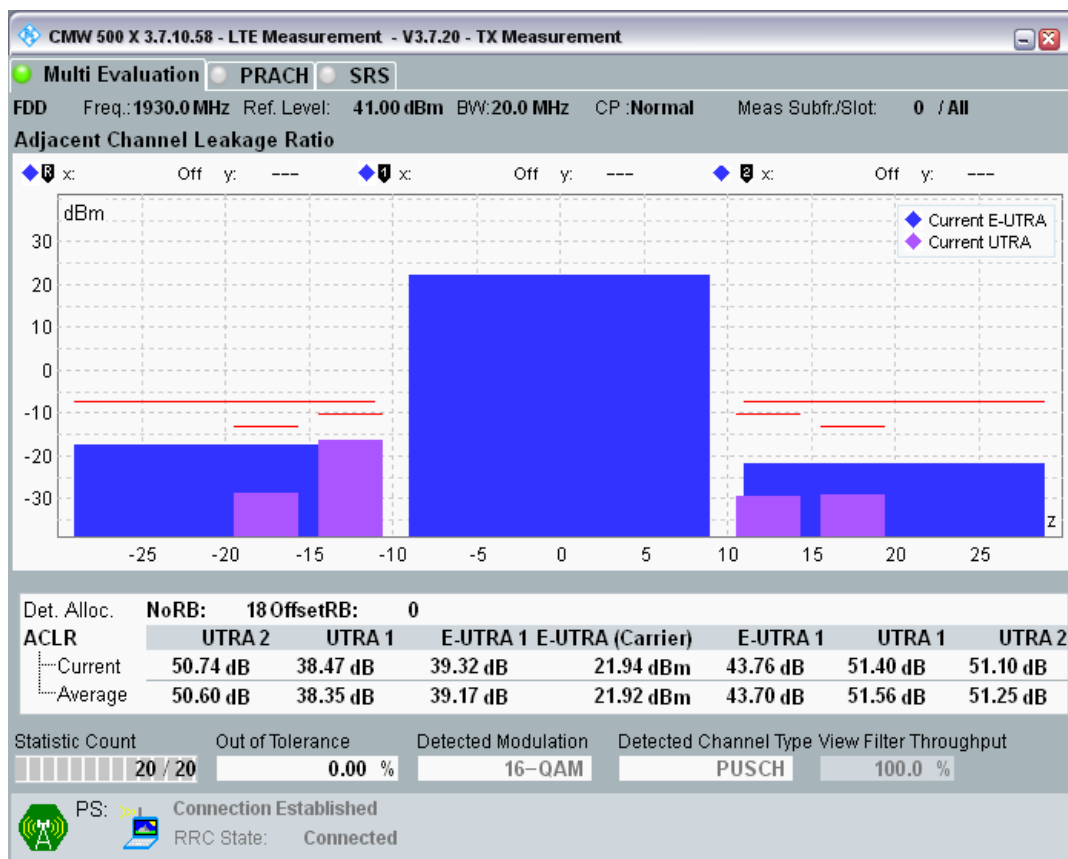 CMW 500 X 3.7.10.58 - LTE Measurement - V3.7.20 - TX Measurement
Multi Evaluation PRACH SRS
FDD Freq.:1930.0 MHz Ref. Level: 41.00 dBm BW:20.0 MHz CP :Normal Meas Subfr./Slot: 0 / All
Adjacent Channel Leakage Ratio
R x: Off y: --- 1 x: Off y: --- 2 x: Off y: ---
dBm
Current E-UTRA
Current UTRA
30
20
10
0
-10
-20
-30
z
-25 -20 -15 -10 -5 0 5 10 15 20 25
Det. Alloc. NoRB: 18 OffsetRB: 0
ACLR UTRA 2 UTRA 1 E-UTRA 1 E-UTRA (Carrier) E-UTRA 1 UTRA 1 UTRA 2
Current 50.74 dB 38.47 dB 39.32 dB 21.94 dBm 43.76 dB 51.40 dB 51.10 dB
Average 50.60 dB 38.35 dB 39.17 dB 21.92 dBm 43.70 dB 51.56 dB 51.25 dB
Statistic Count Out of Tolerance Detected Modulation Detected Channel Type View Filter Throughput
20 / 20 0.00 % 16-QAM PUSCH 100.0 %
PS: Connection Established
RRC State: Connected